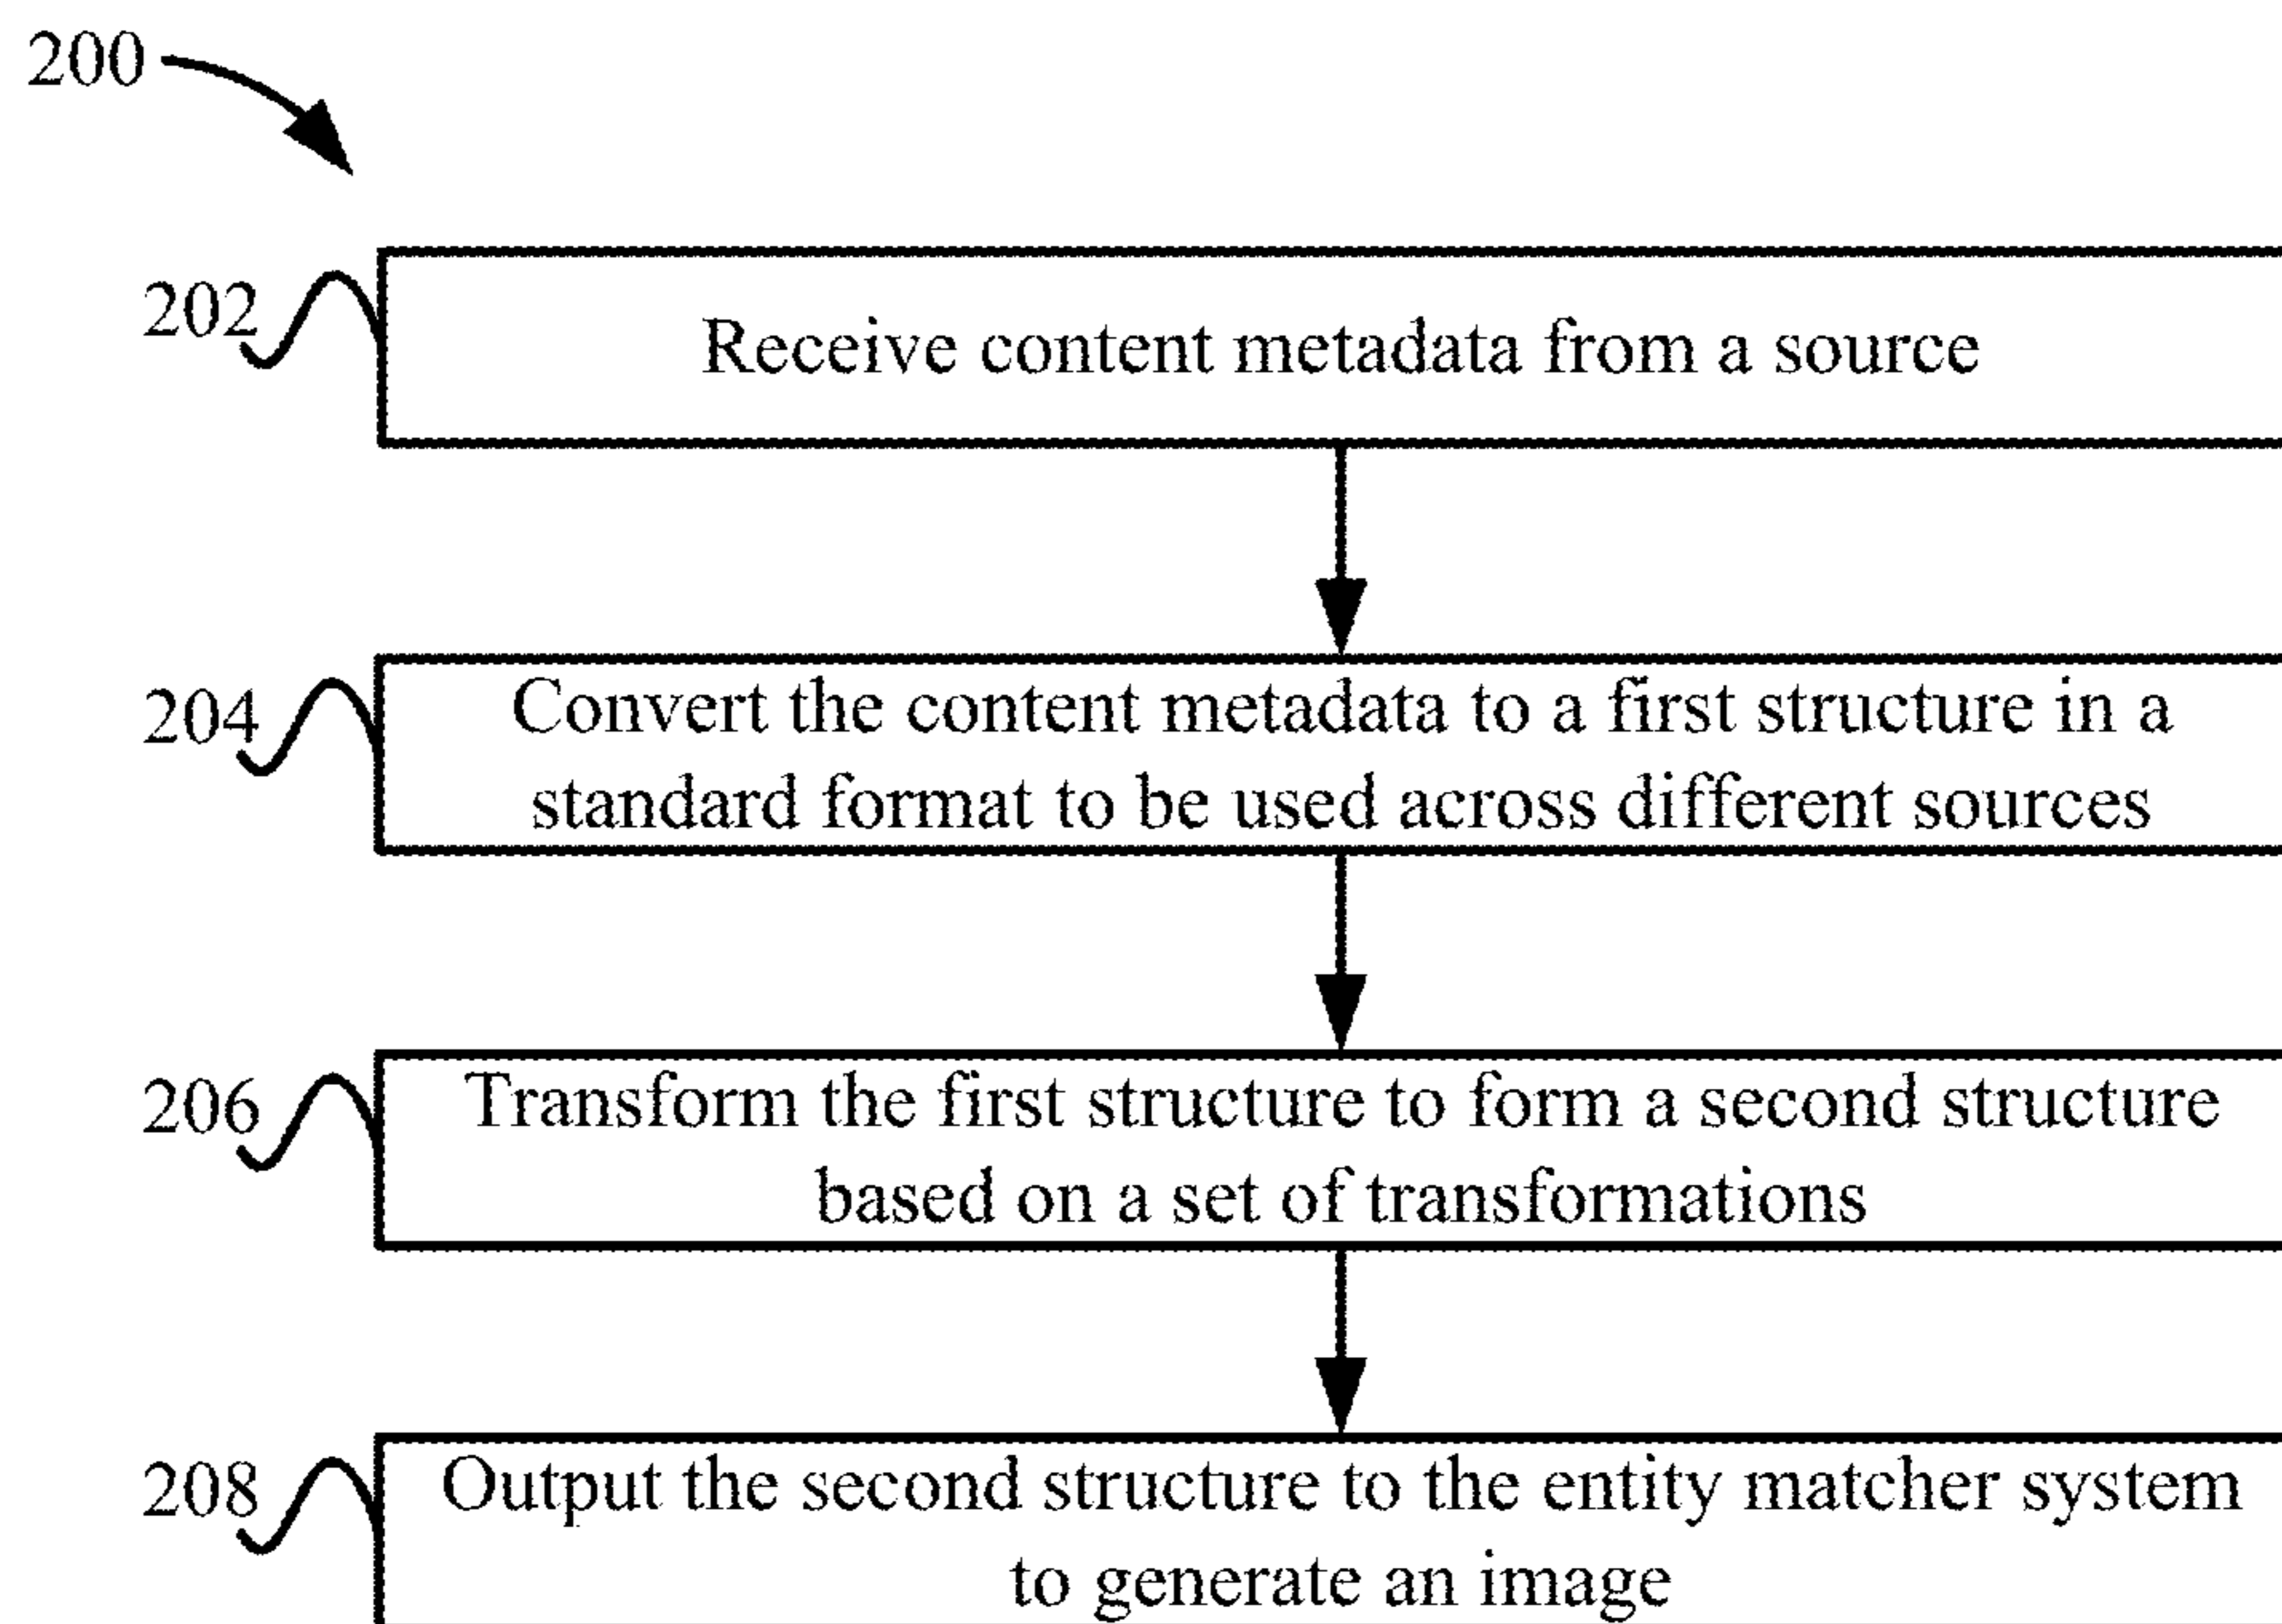 200
202
Receive content metadata from a source
204
Convert the content metadata to a first structure in a
standard format to be used across different sources
206
Transform the first structure to form a second structure
based on a set of transformations
208
Output the second structure to the entity matcher system
to generate an image